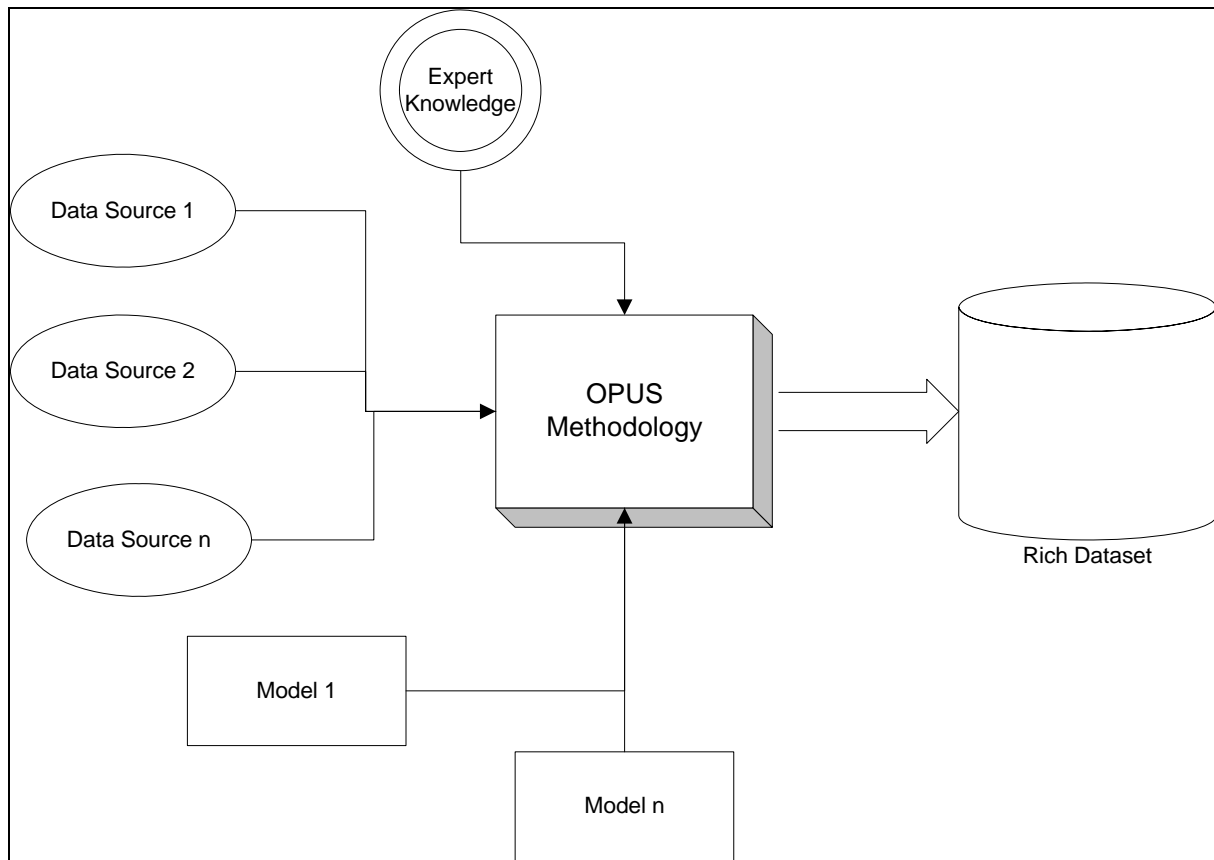 Expert
Knowledge
Data Source 1
Data Source 2
OPUS
Methodology
Data Source n
Rich Dataset
Model 1
Model n